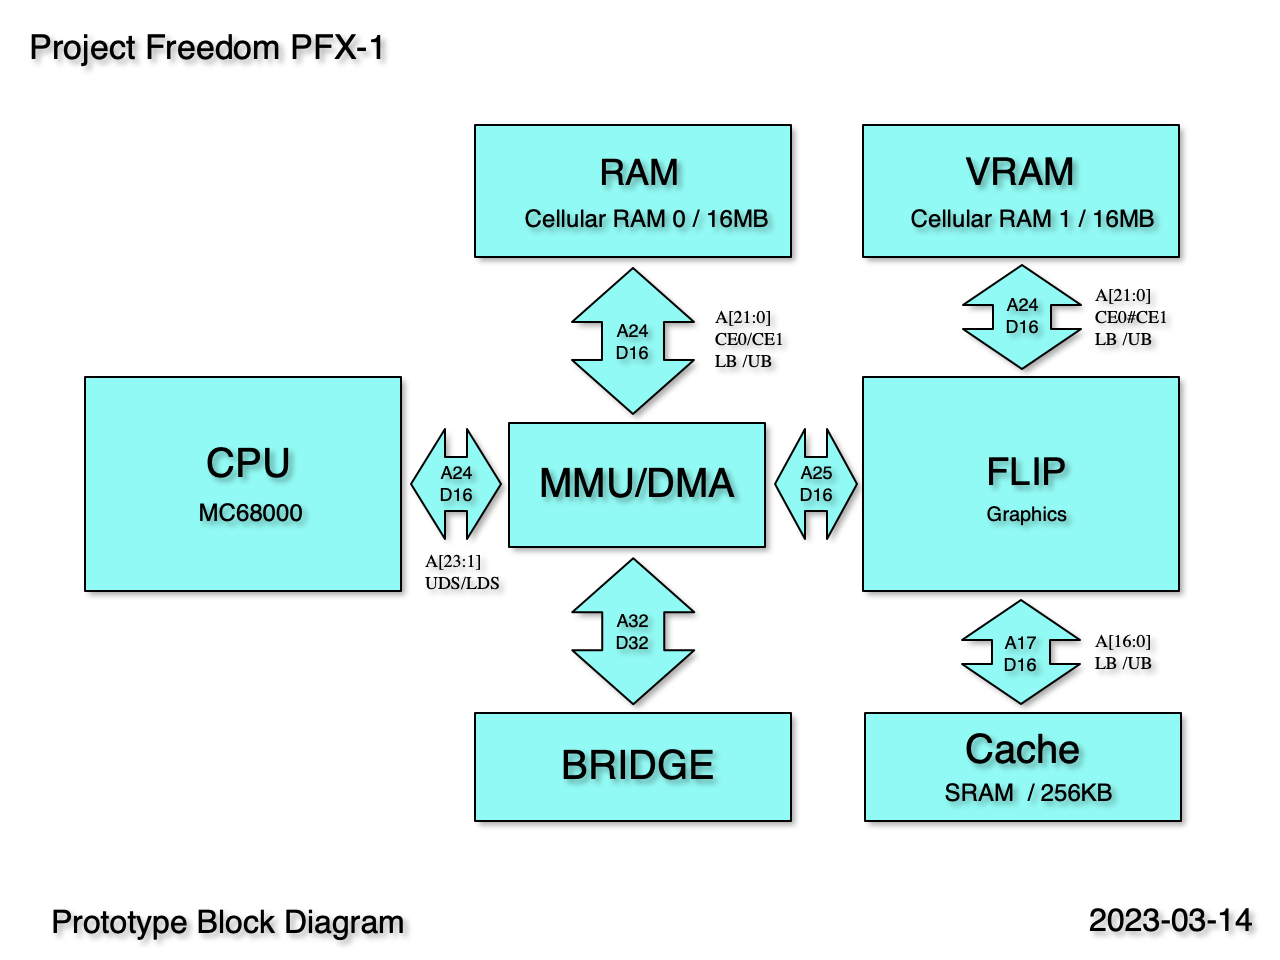 Project Freedom PFX-1
RAM
Cellular RAM 0 / 16MB
VRAM
Cellular RAM 1 / 16MB
A24
D16
A[21:0]
CE0/CE1
LB /UB
A24
D16
A[21:0]
CE0#CE1
LB /UB
CPU
MC68000
A24
D16
A[23:1]
UDS/LDS
MMU/DMA
A25
D16
FLIP
Graphics
A32
D32
A17
D16
A[16:0]
LB /UB
BRIDGE
Cache
SRAM / 256KB
Prototype Block Diagram
2023-03-14